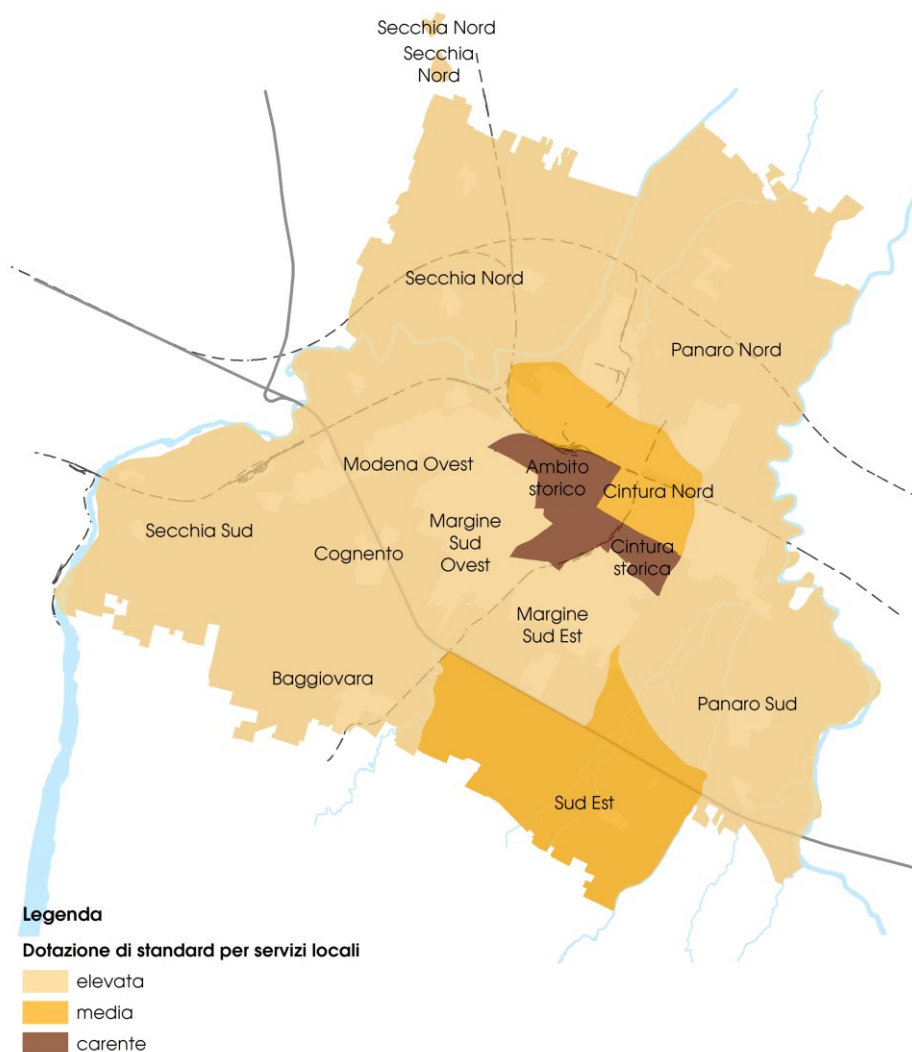 Secchia Nord
Secchia
Nord
Secchia Nord
Panaro Nord
Modena Ovest
Ambito
storico
Cintura Nord
Secchia Sud
Cognento
Margine
Sud
Ovest
Cintura
storica
Margine
Sud Est
Baggiovara
Panaro Sud
Sud Est
Legenda
Dotazione di standard per servizi locali
elevata
media
carente